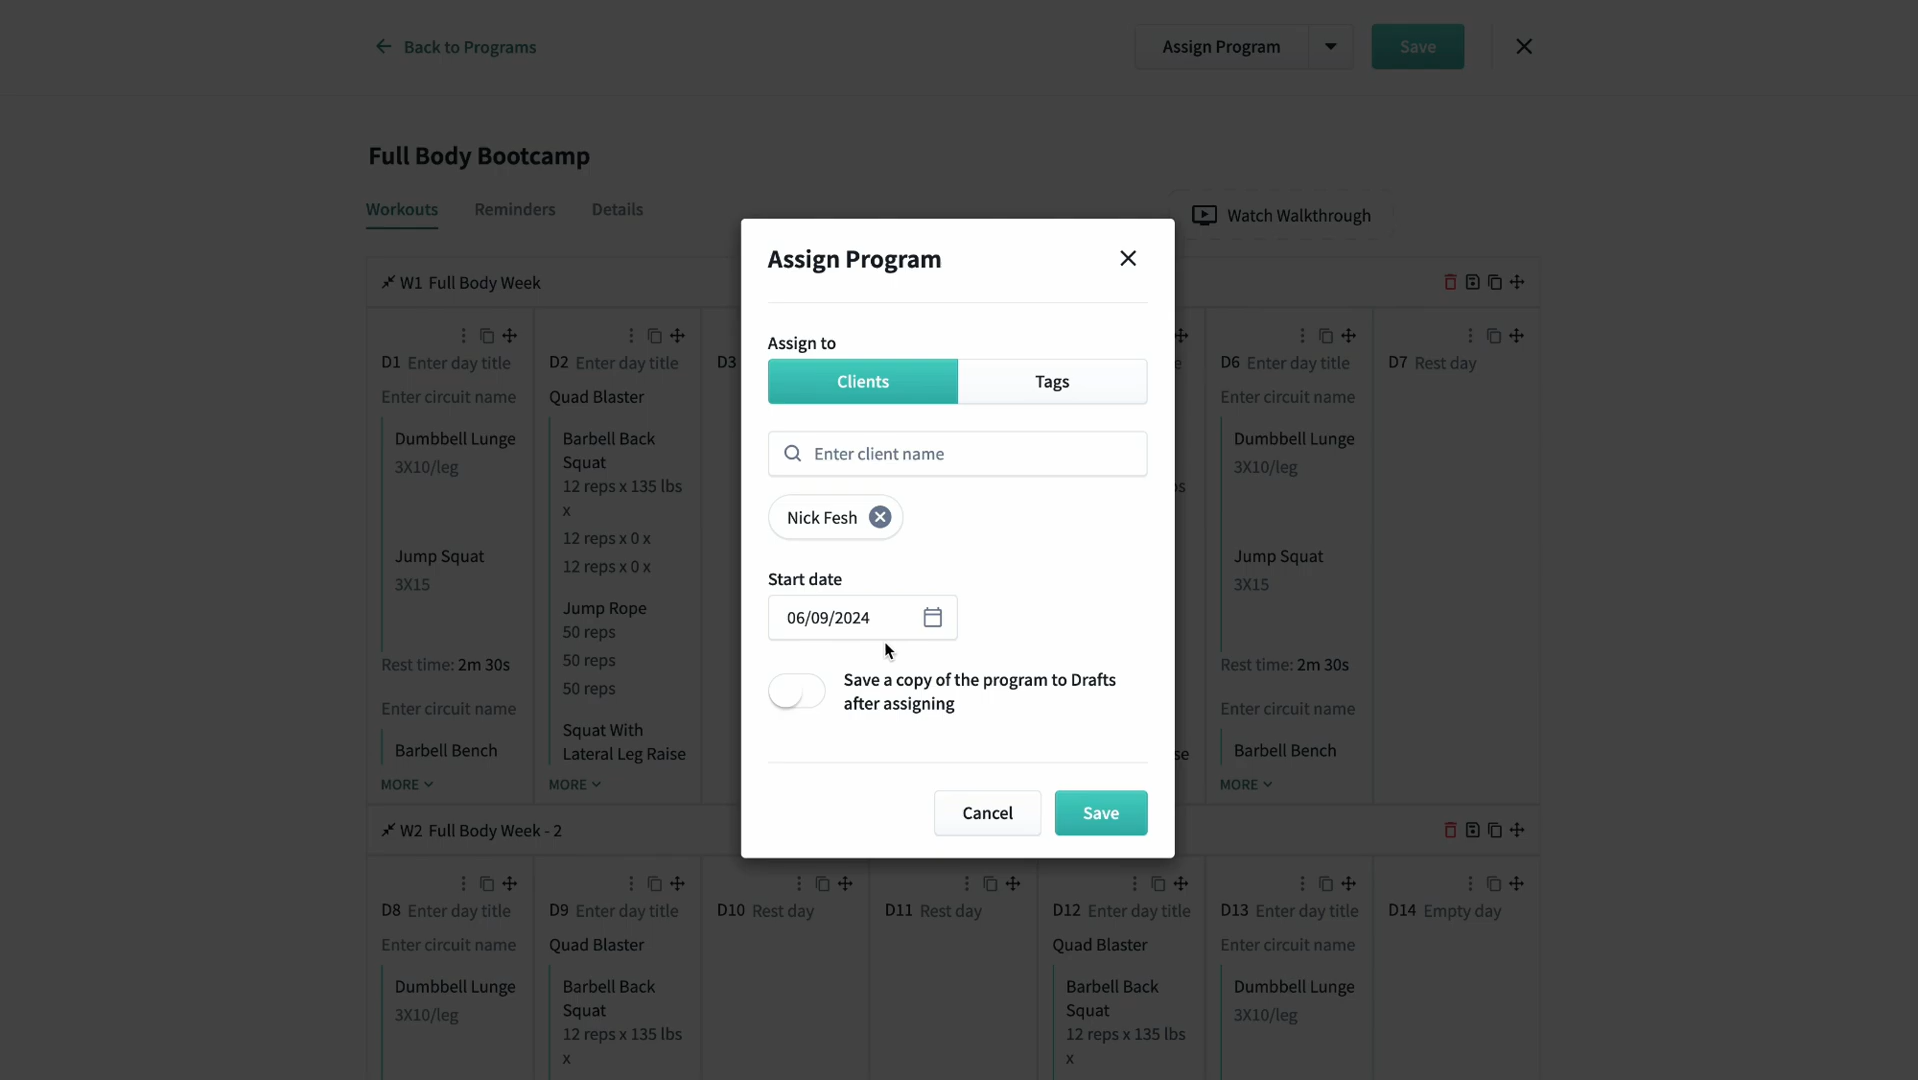 Back to Programs
Assign Program
Save
Full Body Bootcamp
Workouts
Reminders
Details
Watch Walkthrough
W1 Full Body Week
D1 Enter day title
Enter circuit name
Dumbbell Lunge
3X10/leg
Jump Squat
3X15
Rest time: 2m 30s
Enter circuit name
Barbell Bench
MORE
D2 Enter day title
Quad Blaster
Barbell Back
Squat
12 reps x 135 lbs
x
12 reps x 0 x
12 reps x 0 x
Jump Rope
50 reps
50 reps
50 reps
Squat With
Lateral Leg Raise
MORE
D3
Assign Program
Assign to
Clients
Tags
Enter client name
Nick Fesh
Start date
06/09/2024
Save a copy of the program to Drafts
after assigning
Cancel
Save
D6 Enter day title
Enter circuit name
Dumbbell Lunge
3X10/leg
Jump Squat
3X15
Rest time: 2m 30s
Enter circuit name
Barbell Bench
MORE
D7 Rest day
W2 Full Body Week - 2
D8 Enter day title
Enter circuit name
Dumbbell Lunge
3X10/leg
D9 Enter day title
Quad Blaster
Barbell Back
Squat
12 reps x 135 lbs
x
D10 Rest day
D11 Rest day
D12 Enter day title
Quad Blaster
Barbell Back
Squat
12 reps x 135 lbs
x
D13 Enter day title
Enter circuit name
Dumbbell Lunge
3X10/leg
D14 Empty day